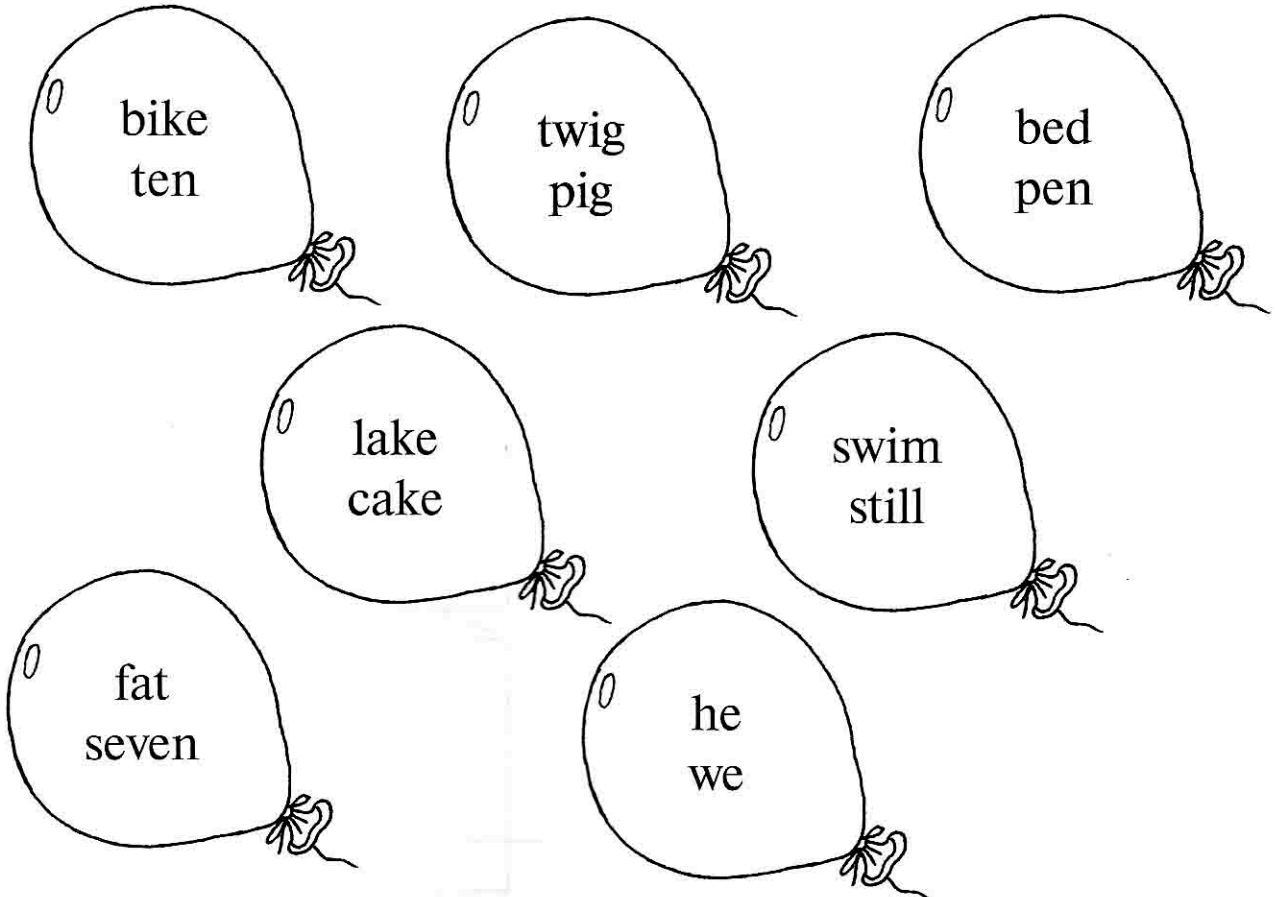 bike
ten
twig
pig
bed
pen
lake
cake
swim
still
fat
seven
he
we